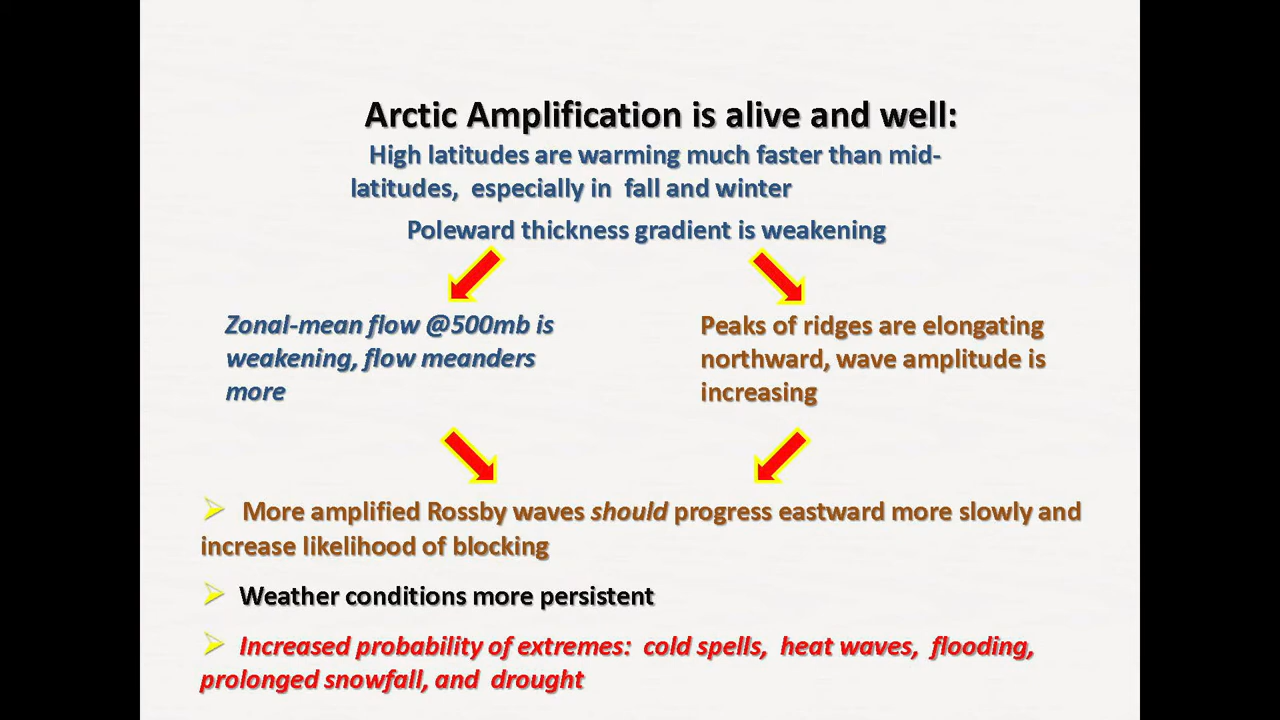 Arctic Amplification is alive and well:
High latitudes are warming much faster than mid-
latitudes, especially in fall and winter
Poleward thickness gradient is weakening
Zonal-mean flow @500mb is
weakening, flow meanders
more
Peaks of ridges are elongating
northward, wave amplitude is
increasing
More amplified Rossby waves should progress eastward more slowly and
increase likelihood of blocking
Weather conditions more persistent
Increased probability of extremes: cold spells, heat waves, flooding,
prolonged snowfall, and drought